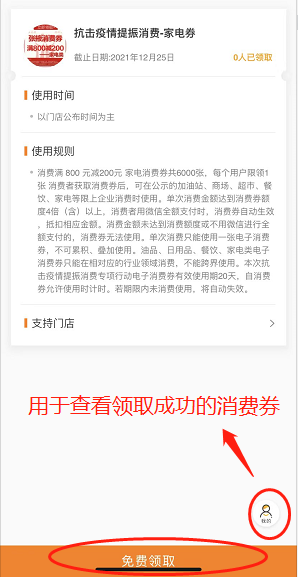 抗击疫情提振消费-家电券
张掖消费券
满800减200
截止日期:2021年12月25日
0人已领取
使用时间
以门店公布时间为主
使用规则
消费满 800 元减200元 家电消费券共6000张，每个用户限领1
张 消费者获取消费券后，可在公示的加油站、商场、超市、餐
饮、家电等限上企业消费时使用。单次消费金额达到消费券额
度4倍（含）以上，消费者用微信全额支付时，消费券自动生效
，抵扣相应金额。消费金额未达到消费额度或不用微信进行全
额支付的，消费券无法使用。单次消费只能使用一张电子消费
券，不可累积、叠加使用。油品、日用品、餐饮、家电类电子
消费券只能在相对应的行业领域消费，不能跨界使用。本次抗
击疫情提振消费专项行动电子消费券有效使用期20天，自消费
券允许使用时计时。若期限内未消费使用，将自动失效。
支持门店
用于查看领取成功的消费券
我的
免费领取